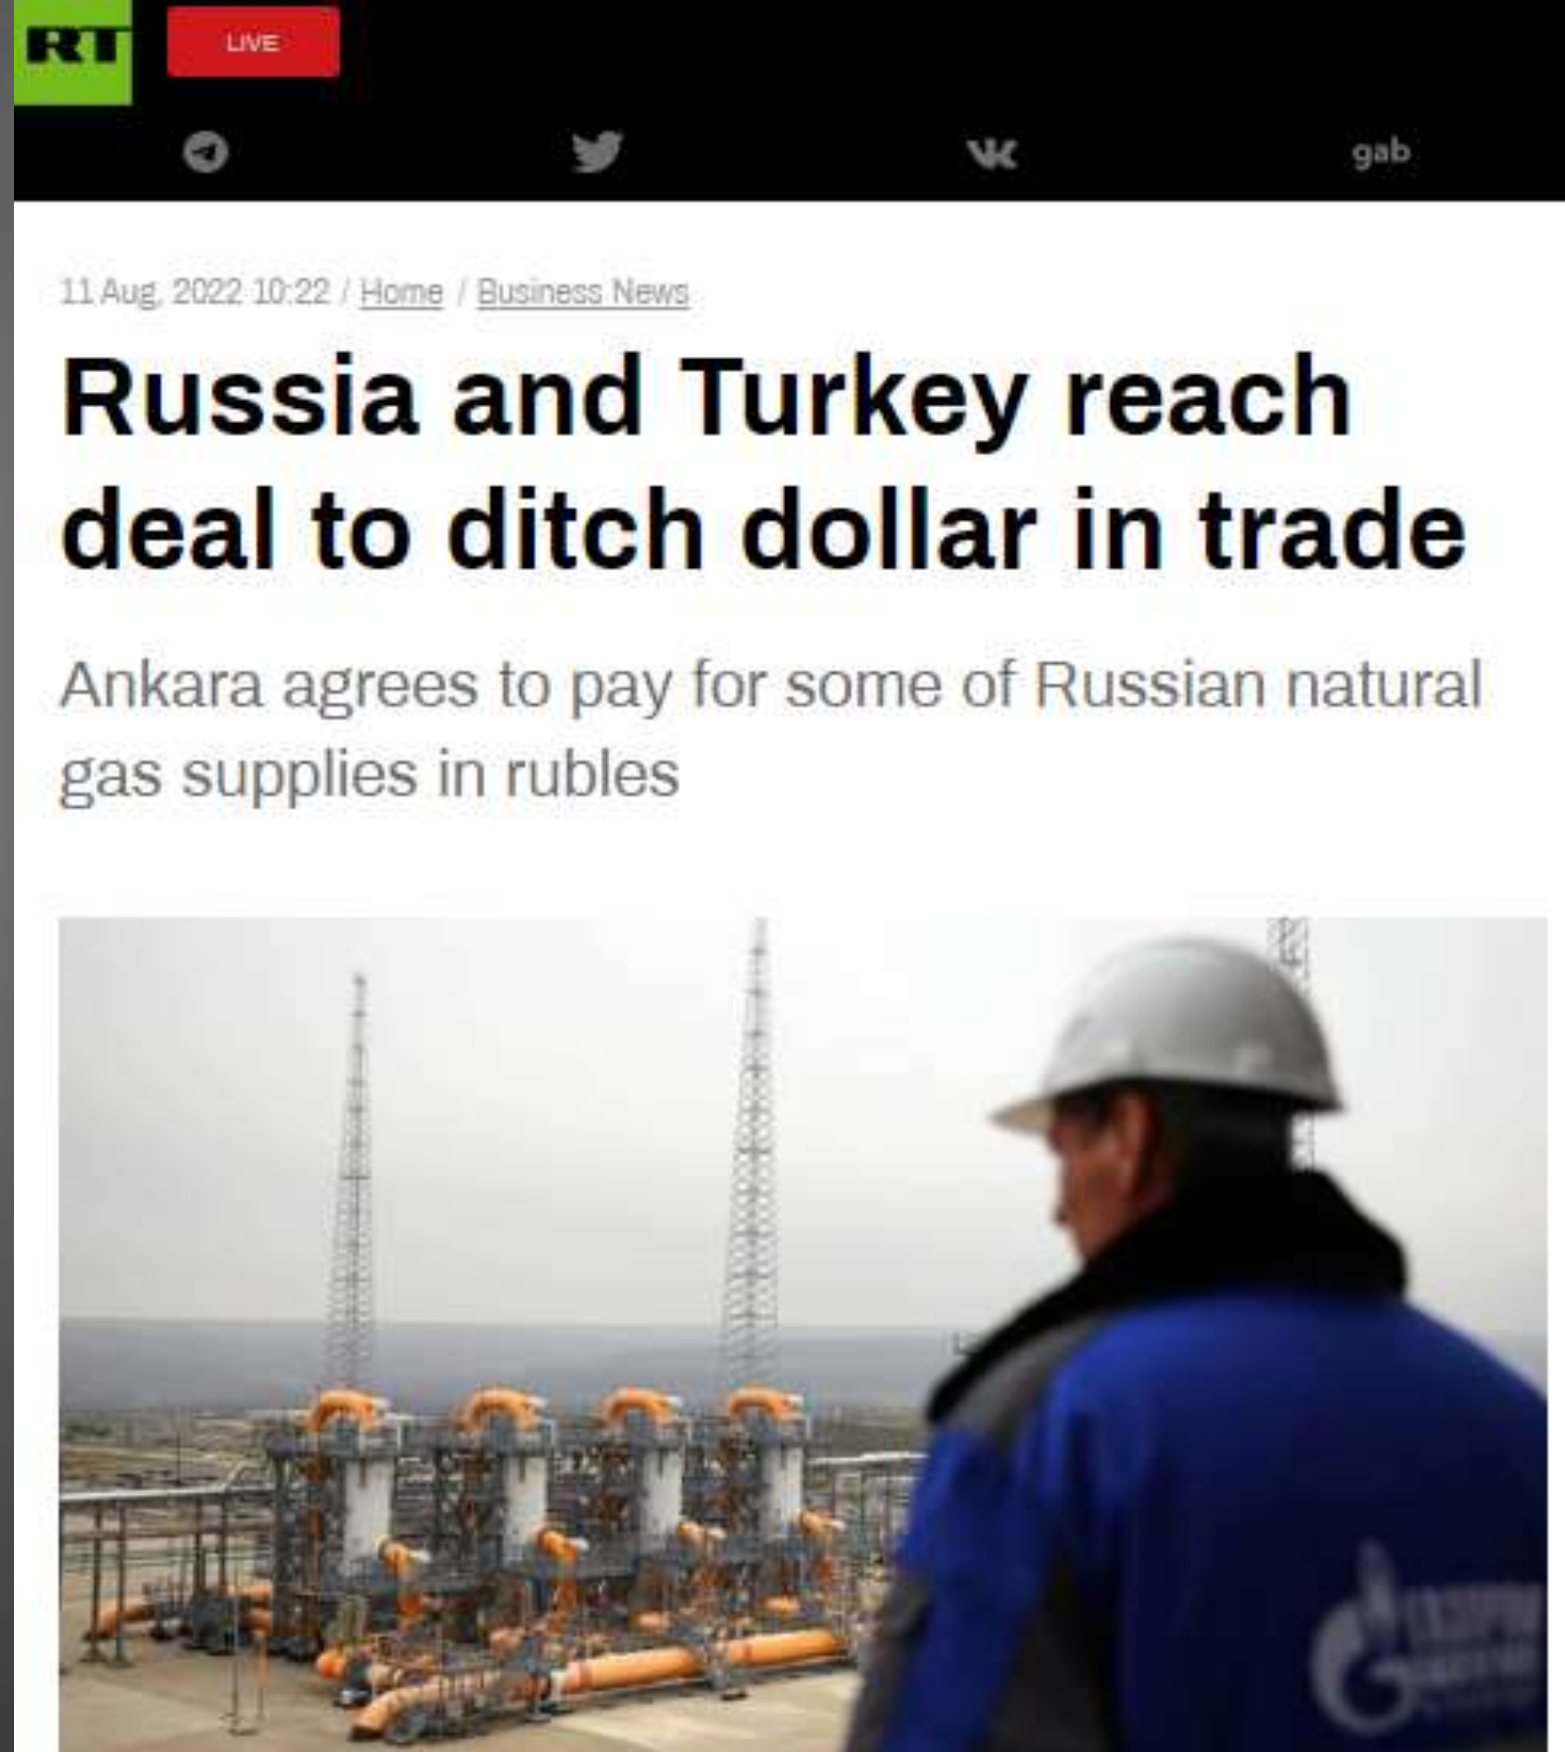 RT
LIVE
gab
11 Aug, 2022 10:22 / Home / Business News
Russia and Turkey reach
deal to ditch dollar in trade
Ankara agrees to pay for some of Russian natural
gas supplies in rubles